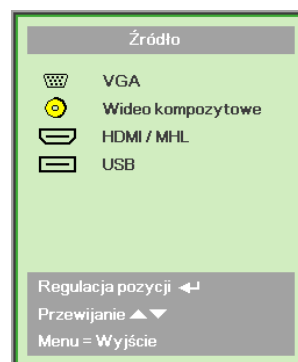 Źródło
VGA
Wideo kompozytowe
HDMI / MHL
USB
Regulacja pozycji
Przewijanie
Menu = Wyjście